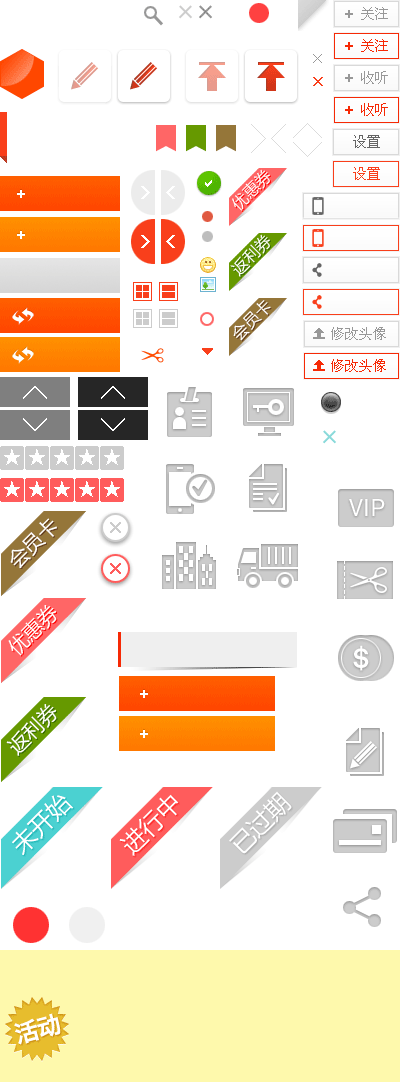 + 关注
+ 关注
+ 收听
+ 收听
设置
设置
优惠券
返利券
会员卡
修改头像
修改头像
会员卡
优惠券
返利券
VIP
$
未开始
进行中
已过期
活动